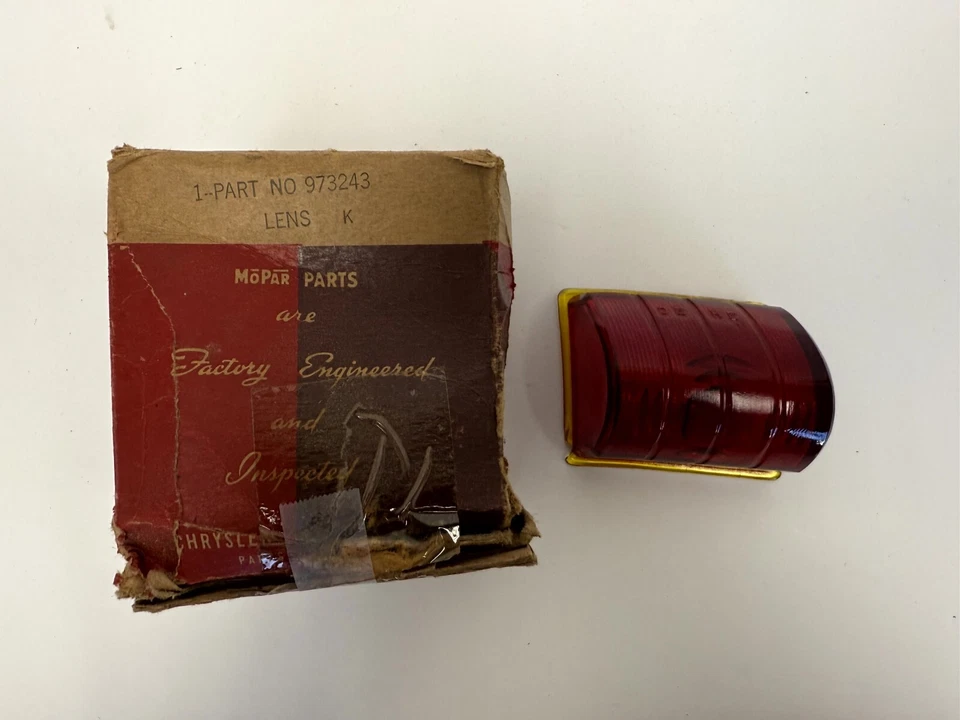 1--PART NO 973243
LENS K
MOPAR PARTS
are
Factory Engineered
and
Inspected